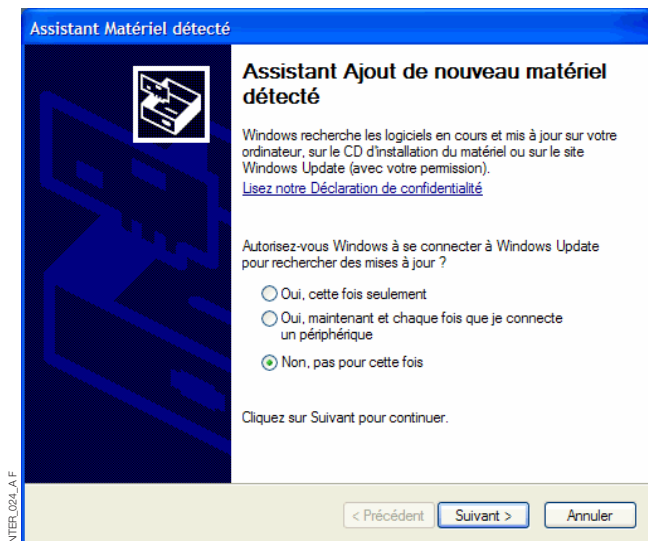 Assistant Matériel détecté
Assistant Ajout de nouveau matériel
détecté
Windows recherche les logiciels en cours et mis à jour sur votre
ordinateur, sur le CD d'installation du matériel ou sur le site
Windows Update (avec votre permission).
Lisez notre Déclaration de confidentialité
Autorisez-vous Windows à se connecter à Windows Update
pour rechercher des mises à jour ?
Oui, cette fois seulement
Oui, maintenant et chaque fois que je connecte
un périphérique
Non, pas pour cette fois
Cliquez sur Suivant pour continuer.
< Précédent Suivant > Annuler